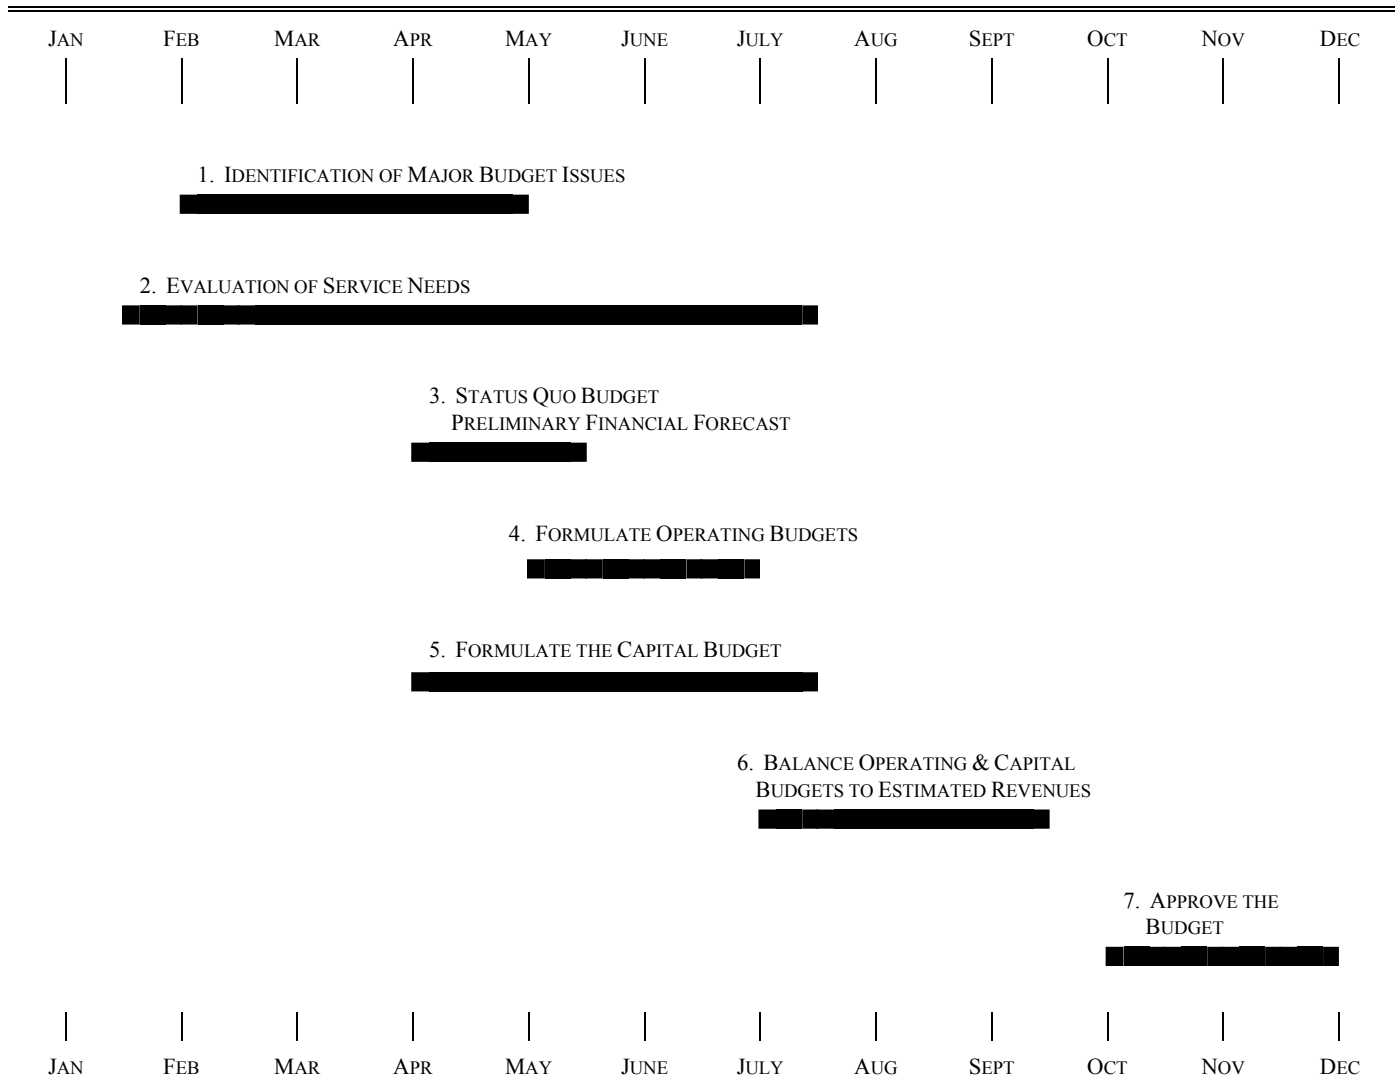 JAN FEB MAR APR MAY JUNE JULY AUG SEPT OCT NOV DEC
1. IDENTIFICATION OF MAJOR BUDGET ISSUES
2. EVALUATION OF SERVICE NEEDS
3. STATUS QUO BUDGET
PRELIMINARY FINANCIAL FORECAST
4. FORMULATE OPERATING BUDGETS
5. FORMULATE THE CAPITAL BUDGET
6. BALANCE OPERATING & CAPITAL
BUDGETS TO ESTIMATED REVENUES
7. APPROVE THE
BUDGET
JAN FEB MAR APR MAY JUNE JULY AUG SEPT OCT NOV DEC